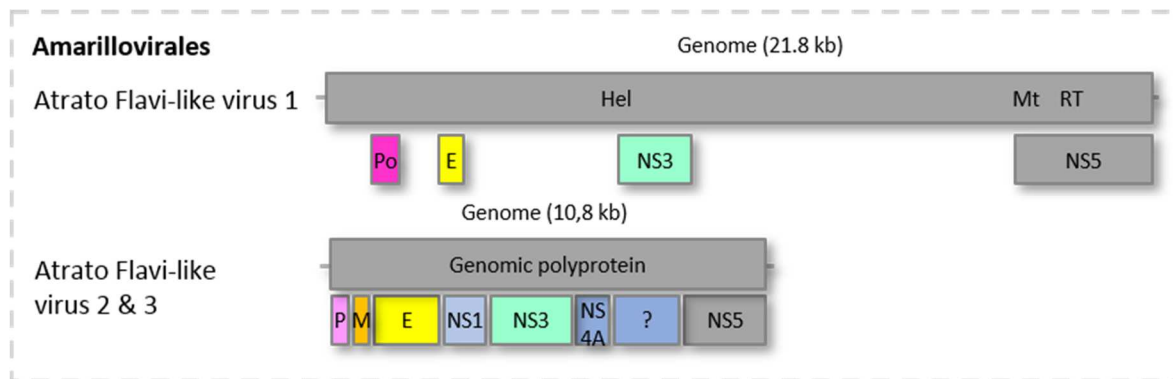 Amarillovirales
Genome (21.8 kb)
Atrato Flavi-like virus 1
Hel Mt RT
Po E NS3 NS5
Genome (10,8 kb)
Atrato Flavi-like
virus 2 & 3
Genomic polyprotein
P M E NS1 NS3 NS
4A ? NS5